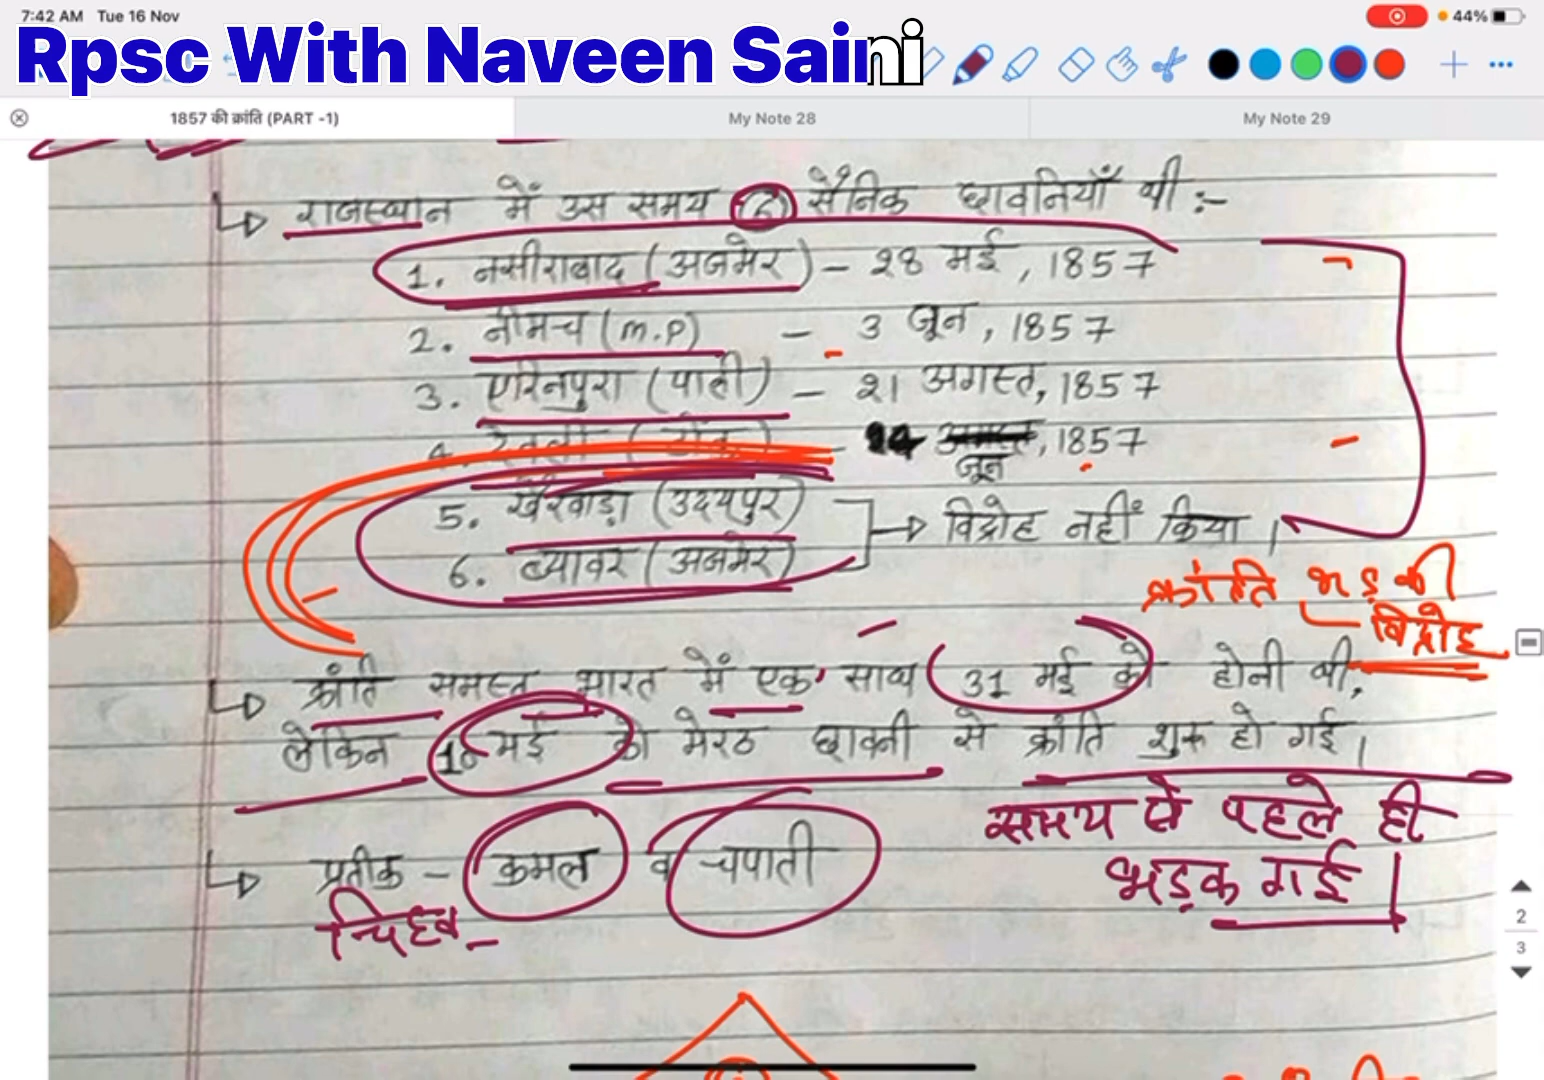 7:42 AM Tue 16 Nov
44%
Rpsc With Naveen Saini
1857 की क्रांति (PART -1)
My Note 28
My Note 29
राजस्थान में उस समय 6 सैनिक छावनियाँ थी :-
1. नसीराबाद (अजमेर) – 28 मई, 1857
2. नीमच (m.p) – 3 जून, 1857
3. एरिनपुरा (पाली) – 21 अगस्त, 1857
4. देवली (टोंक) – जून, 1857
5. खैरवाड़ा (उदयपुर)
6. ब्यावर (अजमेर)
विद्रोह नहीं किया।
क्रांति भड़की
विद्रोह
क्रांति समस्त भारत में एक साथ 31 मई को होनी थी,
लेकिन 10 मई को मेरठ छावनी से क्रांति शुरू हो गई।
समय से पहले ही
भड़क गई।
प्रतीक – कमल व चपाती
चिह्न
2
3